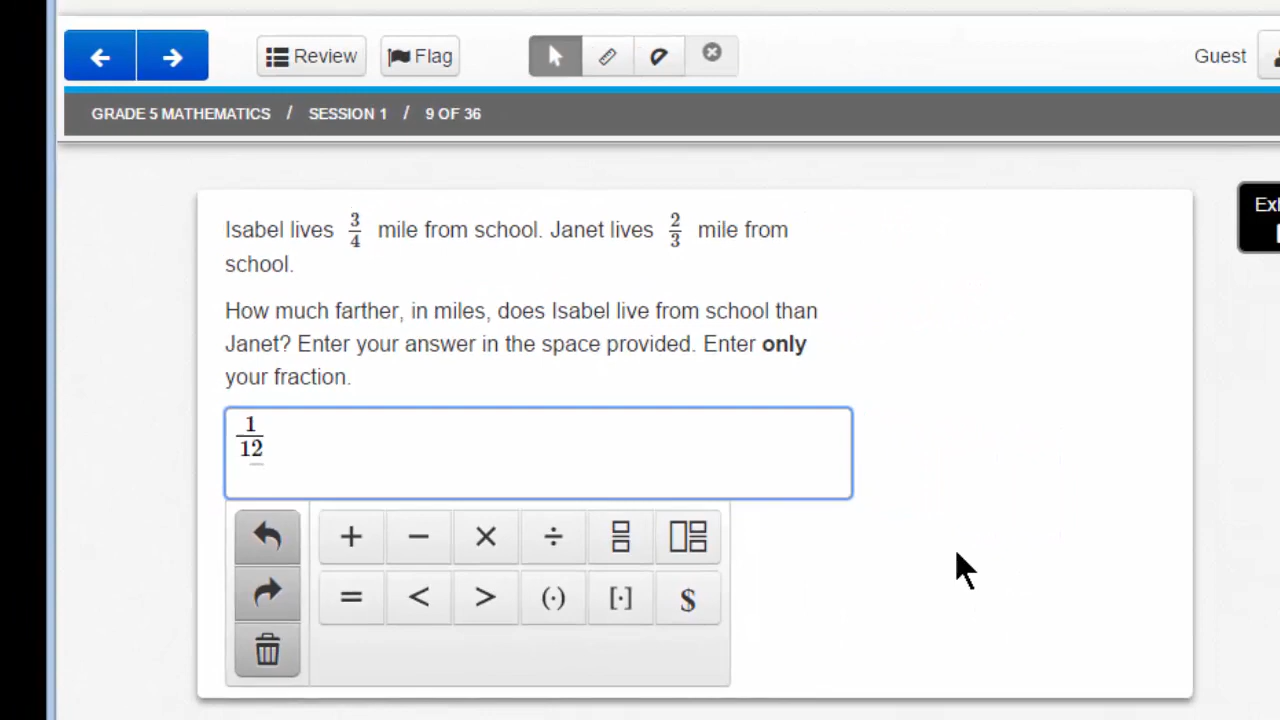 Review Flag Guest
GRADE 5 MATHEMATICS / SESSION 1 / 9 OF 36
Isabel lives 3/4 mile from school. Janet lives 2/3 mile from
school.
How much farther, in miles, does Isabel live from school than
Janet? Enter your answer in the space provided. Enter only
your fraction.
1/12
+ − × ÷
= < > (·) [·] $